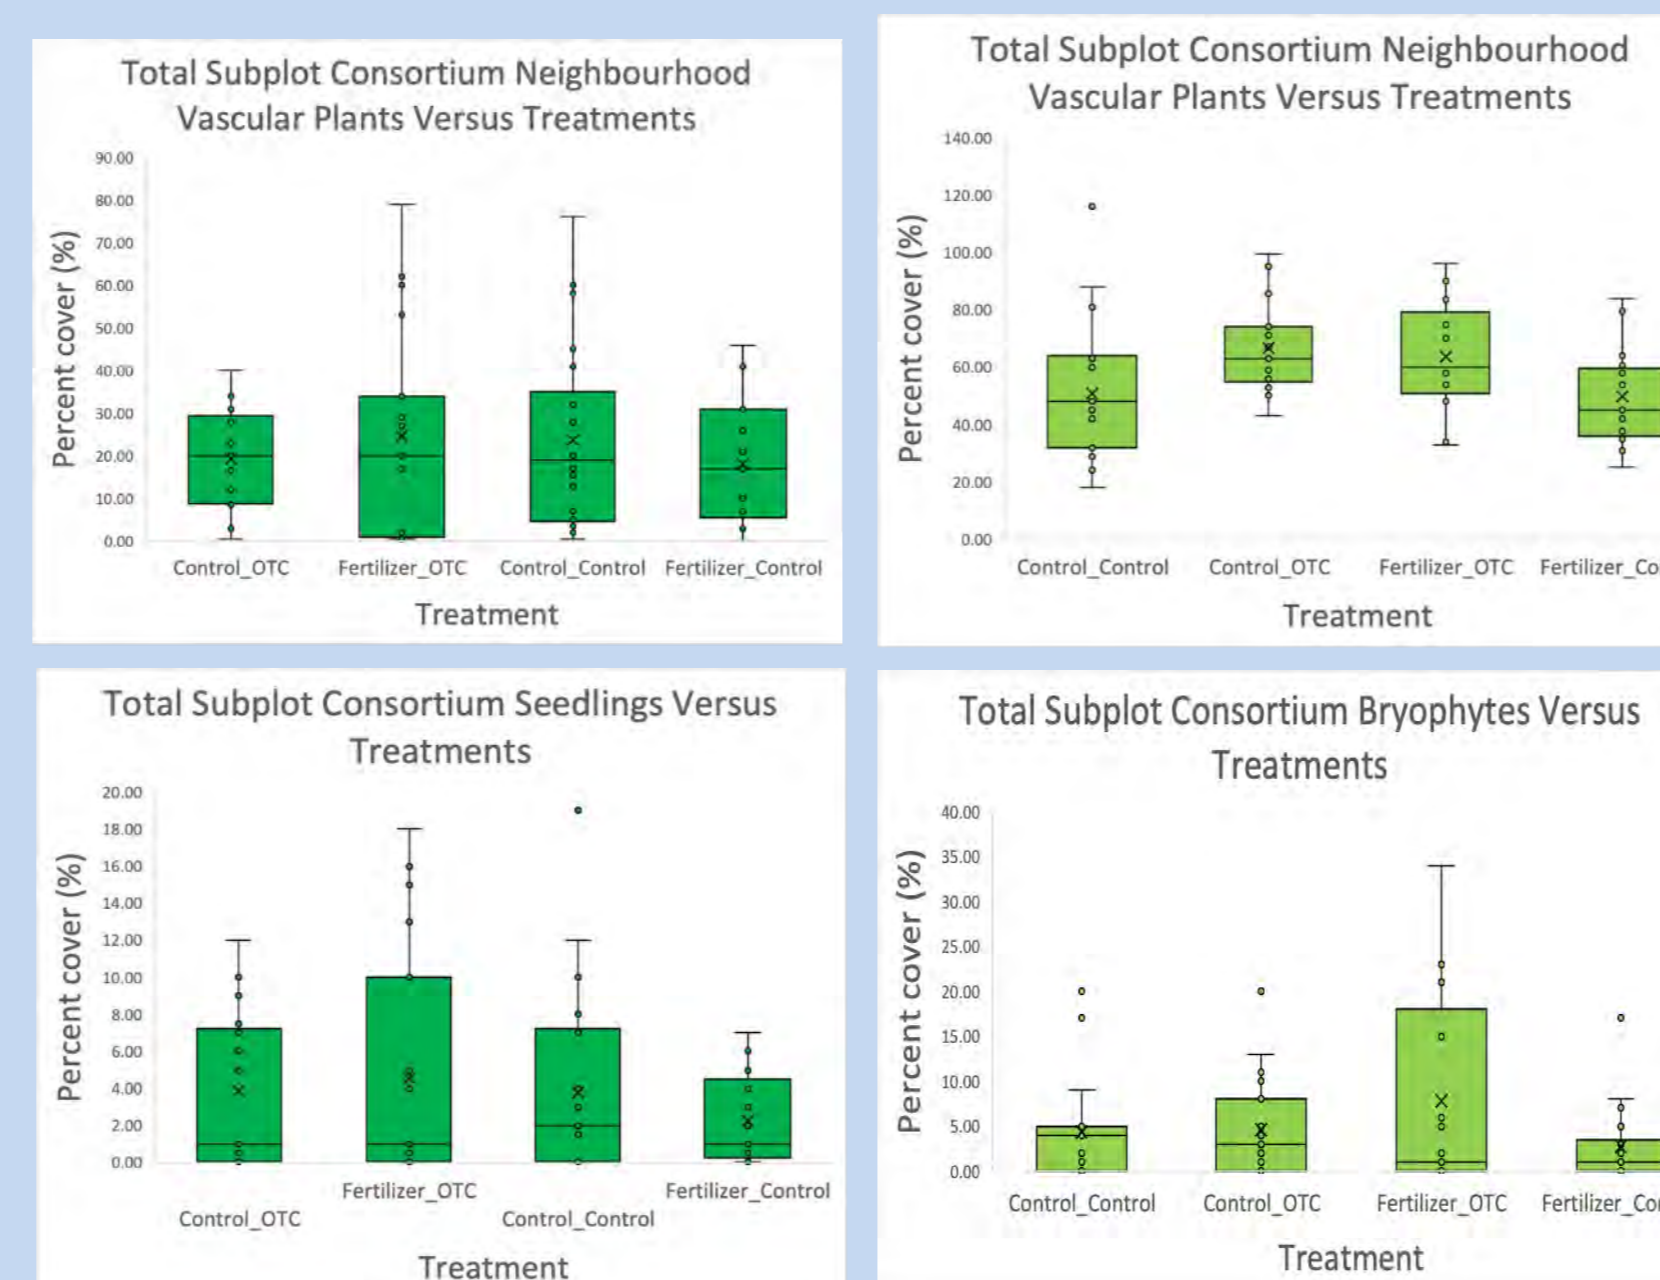 Total Subplot Consortium Neighbourhood
Vascular Plants Versus Treatments
Percent cover (%)
90.00
80.00
70.00
60.00
50.00
40.00
30.00
20.00
10.00
0.00
Control_OTC Fertilizer_OTC Control_Control Fertilizer_Control
Treatment
Total Subplot Consortium Neighbourhood
Vascular Plants Versus Treatments
Percent cover (%)
140.00
120.00
100.00
80.00
60.00
40.00
20.00
0.00
Control_Control Control_OTC Fertilizer_OTC Fertilizer_Co
Treatment
Total Subplot Consortium Seedlings Versus
Treatments
Percent cover (%)
20.00
18.00
16.00
14.00
12.00
10.00
8.00
6.00
4.00
2.00
0.00
Control_OTC Fertilizer_OTC Control_Control Fertilizer_Control
Treatment
Total Subplot Consortium Bryophytes Versus
Treatments
Percent cover (%)
40.00
35.00
30.00
25.00
20.00
15.00
10.00
5.00
0.00
Control_Control Control_OTC Fertilizer_OTC Fertilizer_Co
Treatment